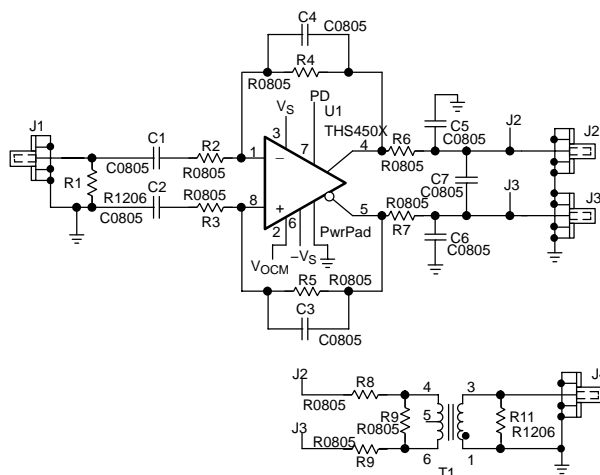 C4
C0805
R0805
R4
PD
U1
VS
3
7
THS450X
J1
C1
R2
1
4
R6
C5
C0805
J2
J2
C0805
R0805
R0805
R1
R1206
C0805
C2
R0805
R3
8
−
+
5
R0805
R7
C7
C0805
J3
J3
2
6
PwrPad
VOCM
−VS
C6
C0805
R5
R0805
C3
C0805
J2
R8
R0805
4
3
J4
R9
R0805
5
R11
R1206
J3
R0805
R9
6
1
T1